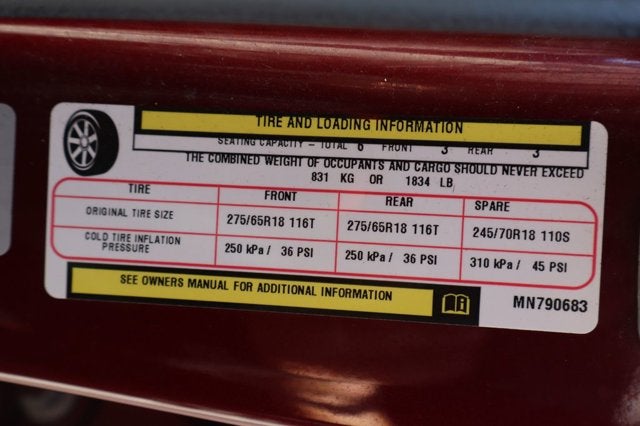 TIRE AND LOADING INFORMATION
SEATING CAPACITY - TOTAL 6 FRONT 3 REAR 3
THE COMBINED WEIGHT OF OCCUPANTS AND CARGO SHOULD NEVER EXCEED
831 KG OR 1834 LB
TIRE FRONT REAR SPARE
ORIGINAL TIRE SIZE 275/65R18 116T 275/65R18 116T 245/70R18 110S
COLD TIRE INFLATION
PRESSURE 250 kPa / 36 PSI 250 kPa / 36 PSI 310 kPa / 45 PSI
SEE OWNERS MANUAL FOR ADDITIONAL INFORMATION
MN790683